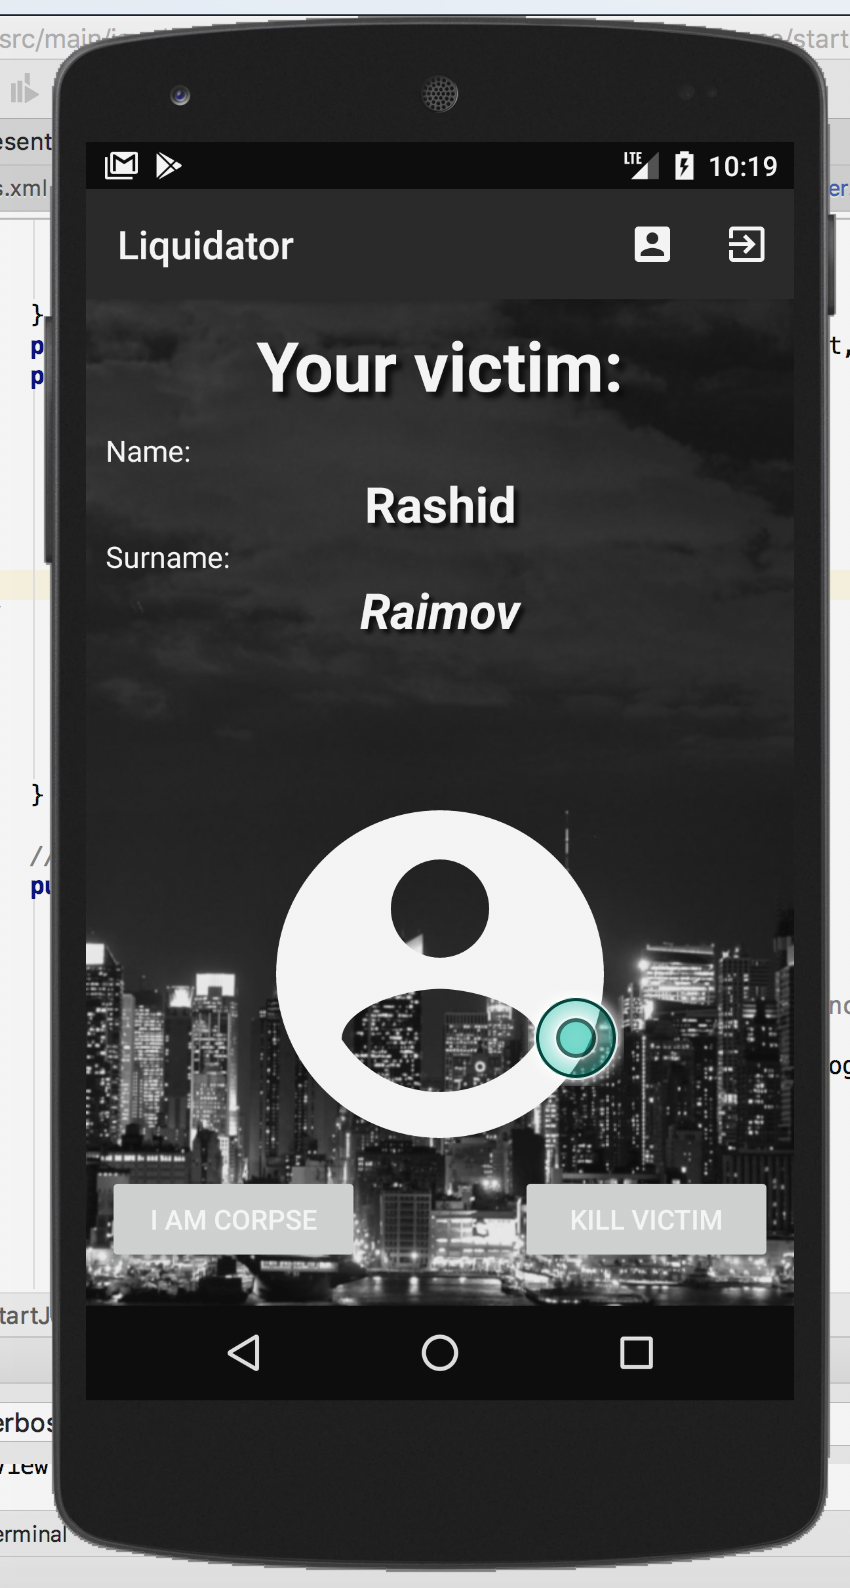 src/main/j
/start
esent
s.xml
er
LTE 10:19
Liquidator
}
p
t,
p
Your victim:
Name:
Rashid
Surname:
Raimov
}
//
pu
nc
og
I AM CORPSE
KILL VICTIM
tartJ
erbos
view
erminal